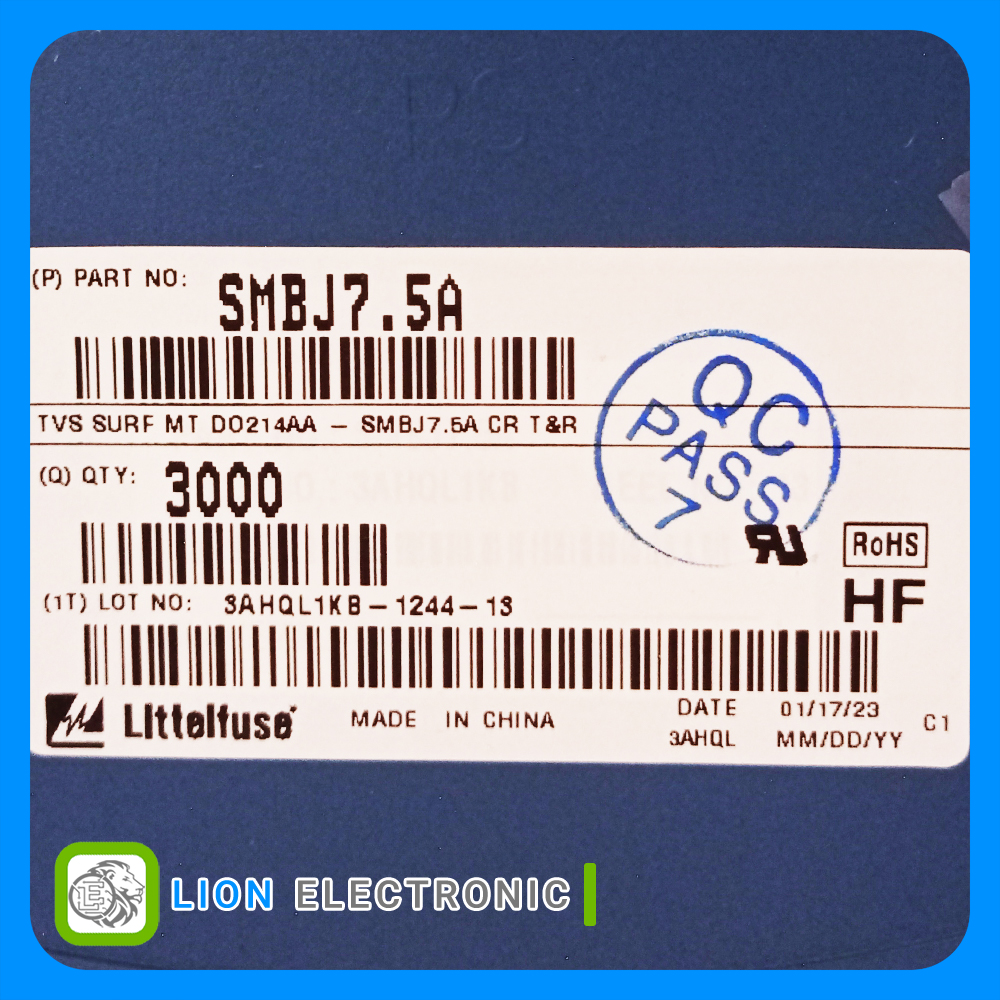 (P) PART NO: SMBJ7.5A
TVS SURF MT DO214AA – SMBJ7.5A CR T&R
QC
PASS
7
(Q) QTY: 3000
RU
RoHS
HF
(1T) LOT NO: 3AHQL1KB-1244-13
Littelfuse
MADE IN CHINA
DATE 01/17/23
3AHQL MM/DD/YY
C1
LION ELECTRONIC